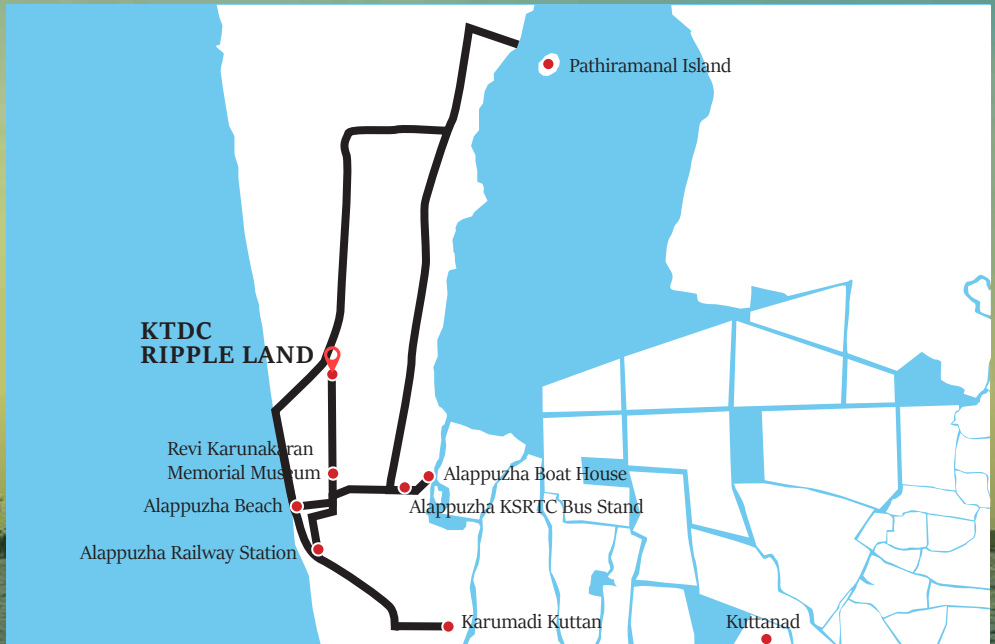 Pathiramanal Island
KTDC
RIPPLE LAND
Revi Karunakaran
Memorial Museum
Alappuzha Boat House
Alappuzha Beach
Alappuzha KSRTC Bus Stand
Alappuzha Railway Station
Karumadi Kuttan
Kuttanad